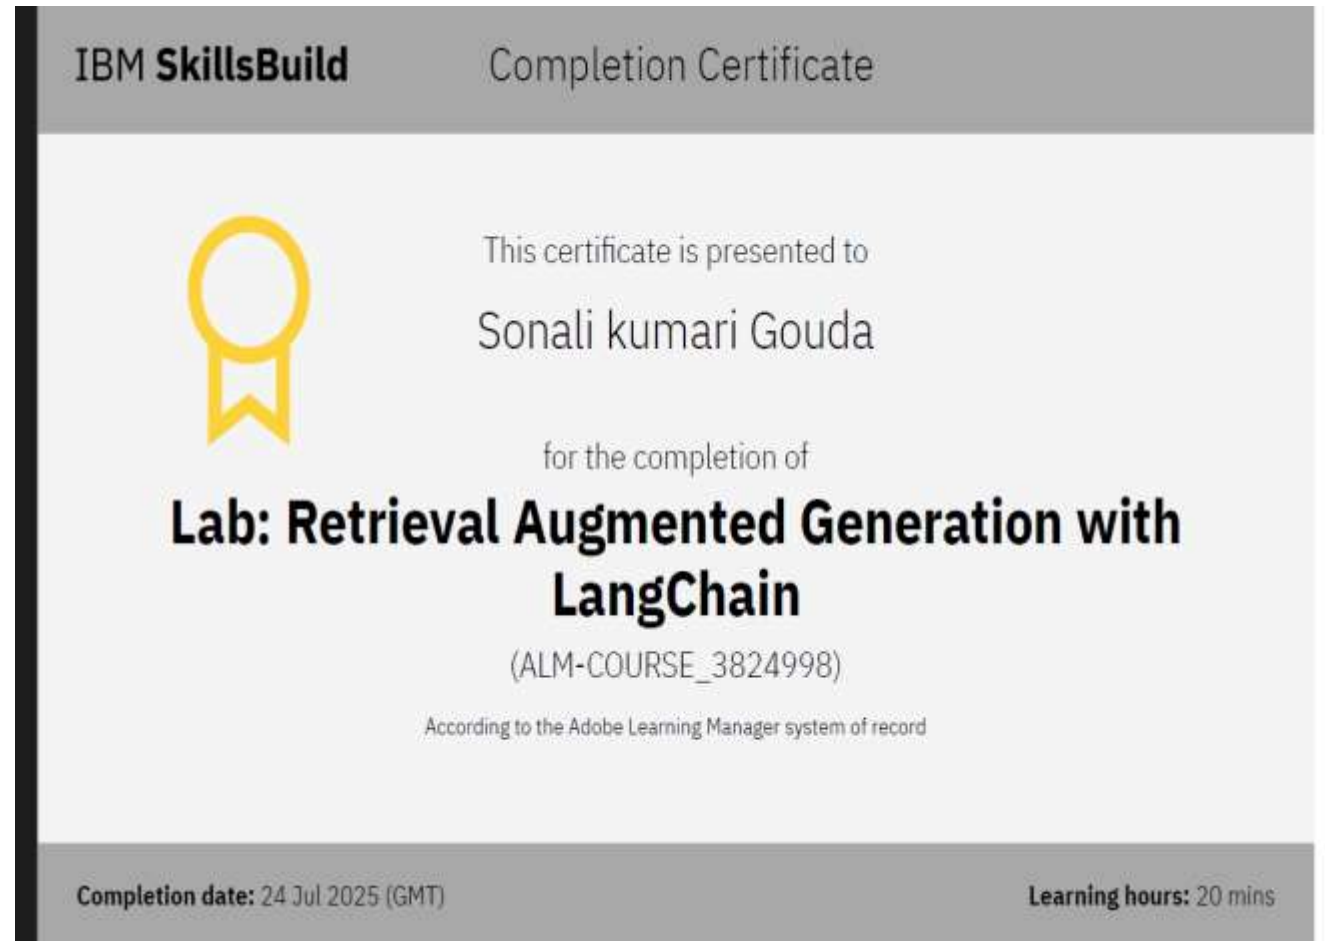 IBM SkillsBuild
Completion Certificate
This certificate is presented to
Sonali kumari Gouda
for the completion of
Lab: Retrieval Augmented Generation with
LangChain
(ALM-COURSE_3824998)
According to the Adobe Learning Manager system of record
Completion date: 24 Jul 2025 (GMT)
Learning hours: 20 mins